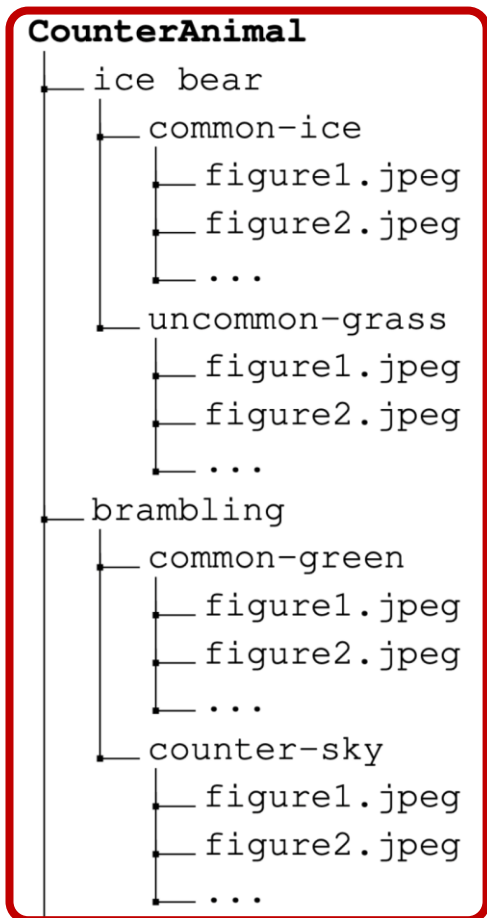 CounterAnimal
ice bear
common-ice
figure1.jpeg
figure2.jpeg
...
uncommon-grass
figure1.jpeg
figure2.jpeg
...
brambling
common-green
figure1.jpeg
figure2.jpeg
...
counter-sky
figure1.jpeg
figure2.jpeg
...